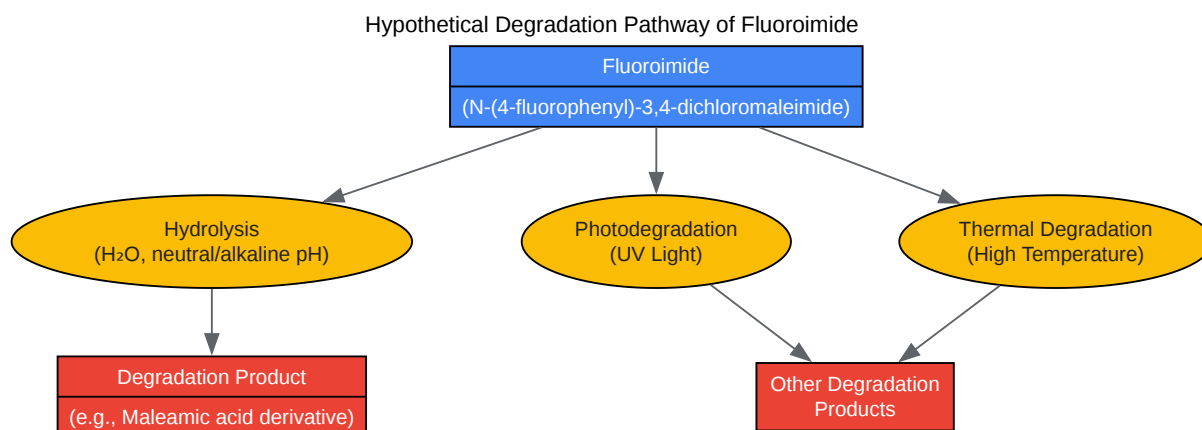 Hypothetical Degradation Pathway of Fluoroimide
Fluoroimide
(N-(4-fluorophenyl)-3,4-dichloromaleimide)
Hydrolysis
(H₂O, neutral/alkaline pH)
Photodegradation
(UV Light)
Thermal Degradation
(High Temperature)
Degradation Product
(e.g., Maleamic acid derivative)
Other Degradation
Products